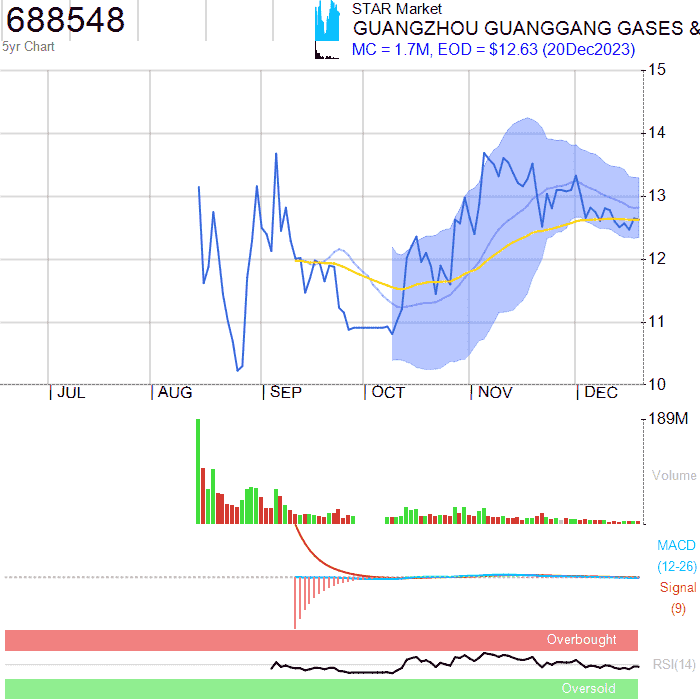 688548
5yr Chart
STAR Market
GUANGZHOU GUANGGANG GASES &
MC = 1.7M, EOD = $12.63 (20Dec2023)
15
14
13
12
11
10
JUL AUG SEP OCT NOV DEC
189M
Volume
MACD
(12-26)
Signal
(9)
Overbought
RSI(14)
Oversold